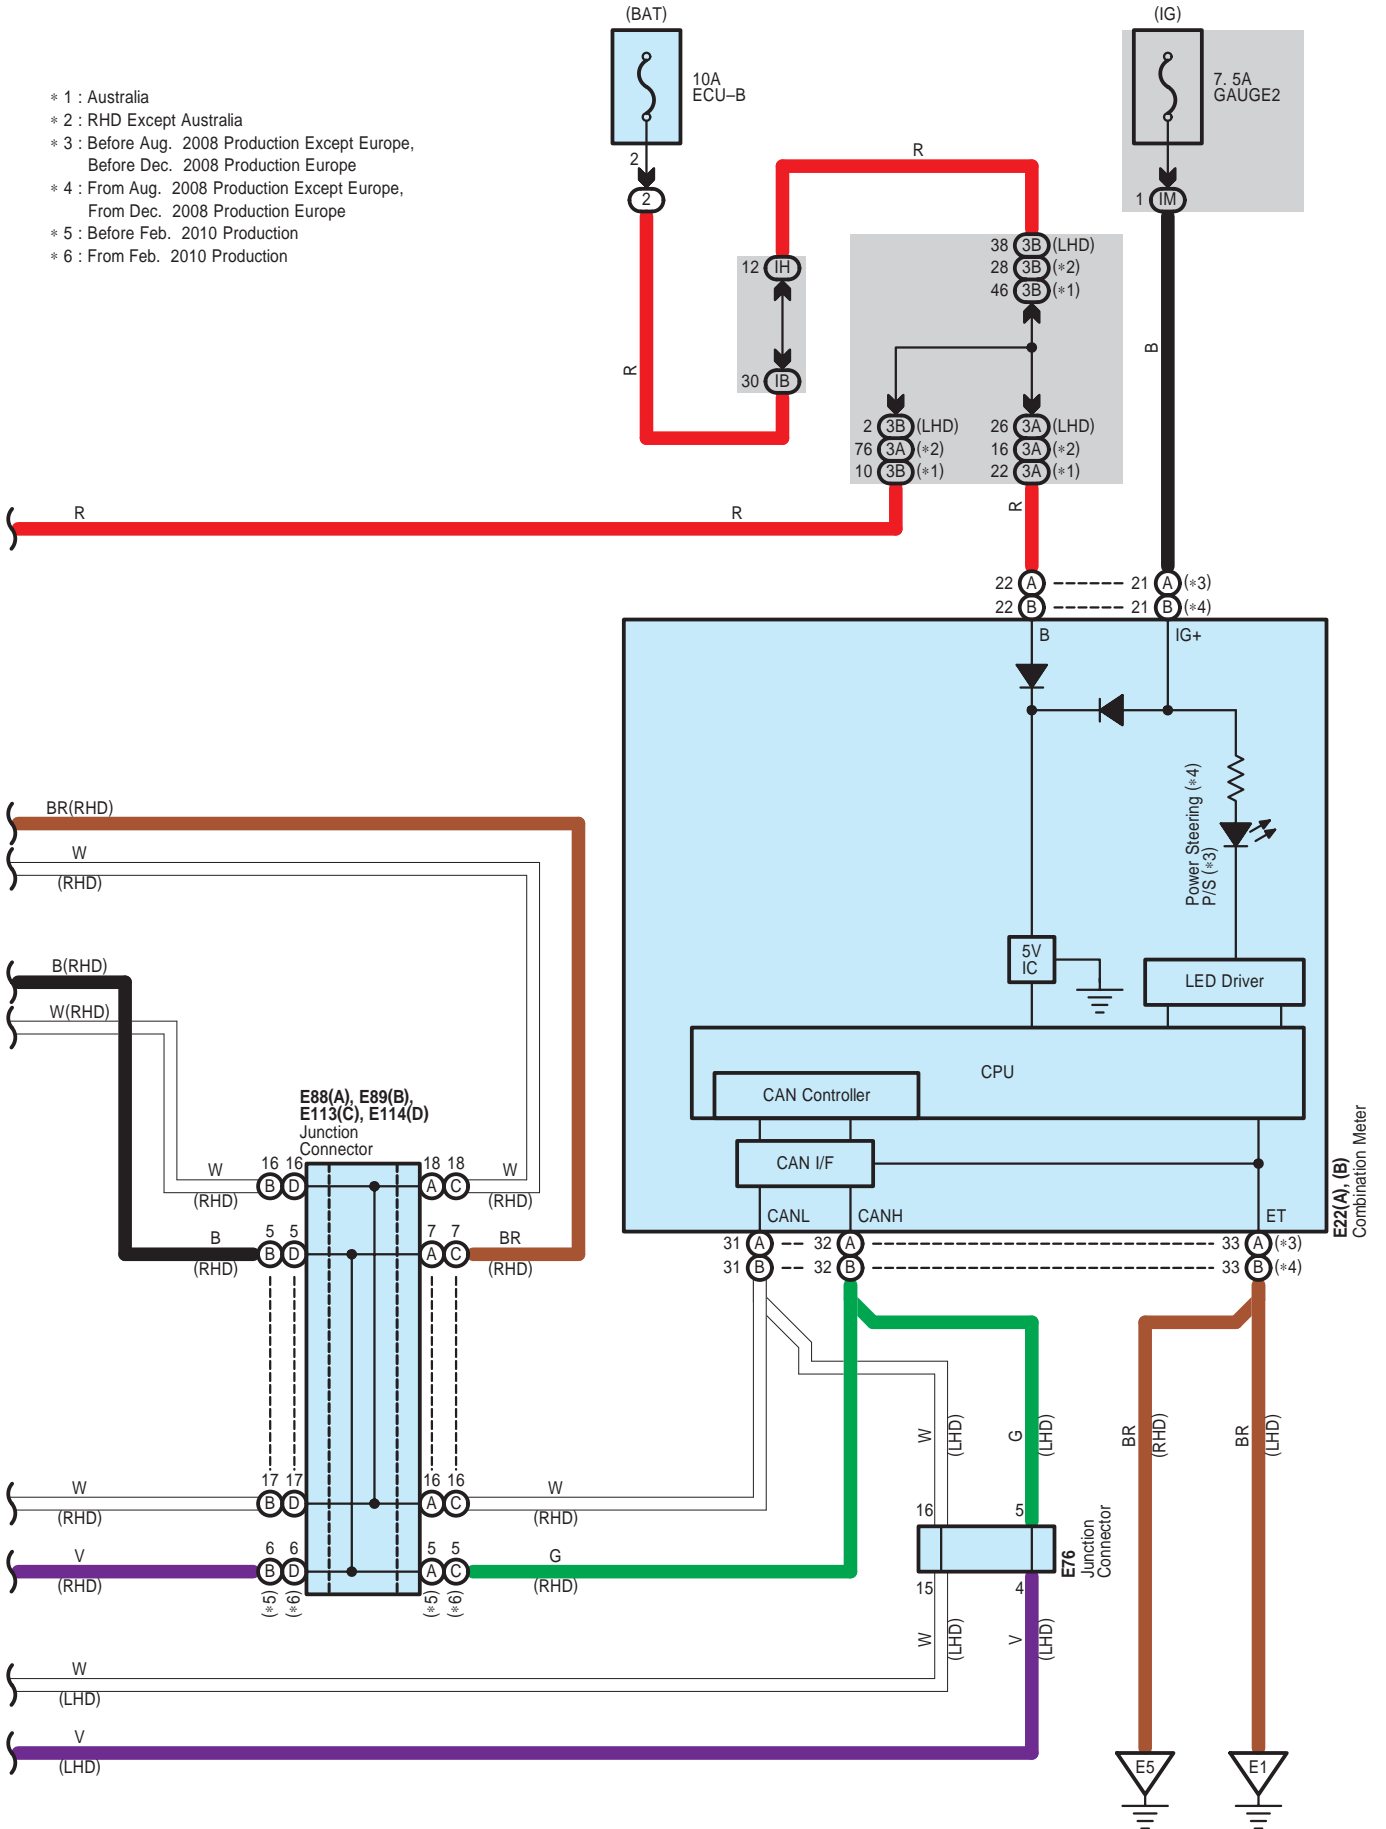 (BAT)
(IG)
10A
ECU–B
7. 5A
GAUGE2
* 1 : Australia
* 2 : RHD Except Australia
* 3 : Before Aug. 2008 Production Except Europe,
Before Dec. 2008 Production Europe
* 4 : From Aug. 2008 Production Except Europe,
From Dec. 2008 Production Europe
* 5 : Before Feb. 2010 Production
* 6 : From Feb. 2010 Production
2
2
R
1 IM
38 3B (LHD)
28 3B (*2)
46 3B (*1)
12 IH
30 IB
R
B
2 3B (LHD)
76 3A (*2)
10 3B (*1)
26 3A (LHD)
16 3A (*2)
22 3A (*1)
R
R
R
22 A 21 A (*3)
22 B 21 B (*4)
B
IG+
Power Steering (*4)
P/S (*3)
5V
IC
LED Driver
CPU
CAN Controller
CAN I/F
CANL
CANH
ET
E22(A), (B)
Combination Meter
31 A 32 A 33 A (*3)
31 B 32 B 33 B (*4)
BR(RHD)
W
(RHD)
B(RHD)
W(RHD)
E88(A), E89(B),
E113(C), E114(D)
Junction
Connector
W
(RHD)
16 16
B D
18 18
A C
W
(RHD)
B
(RHD)
5 5
B D
7 7
A C
BR
(RHD)
W
(RHD)
17 17
B D
16 16
A C
W
(RHD)
V
(RHD)
6 6
B D
5 5
A C
G
(RHD)
(*5)
(*6)
(*5)
(*6)
W
(LHD)
G
(LHD)
BR
(RHD)
BR
(LHD)
16
5
15
4
E76
Junction
Connector
W
(LHD)
V
(LHD)
W
(LHD)
V
(LHD)
E5
E1